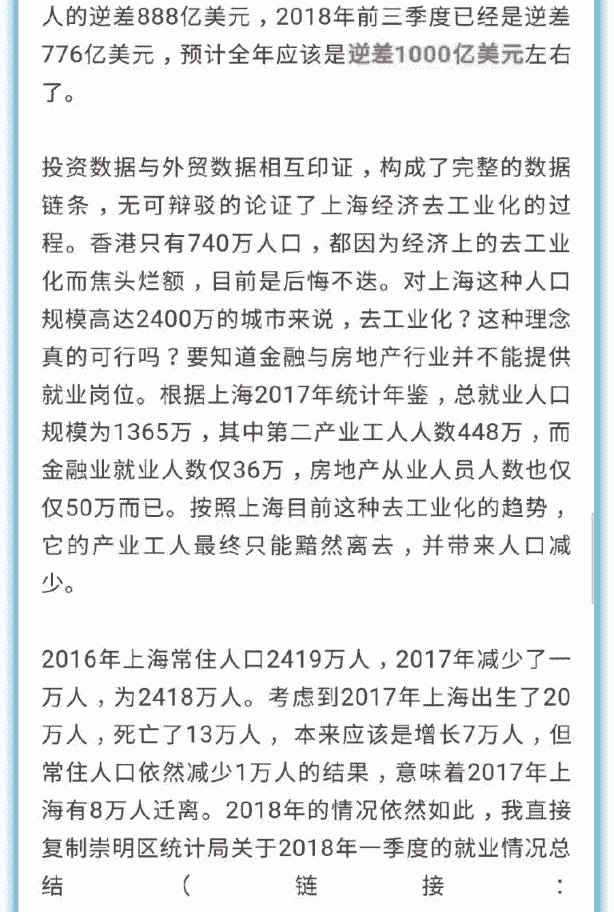 人的逆差888亿美元，2018年前三季度已经是逆差
776亿美元，预计全年应该是逆差1000亿美元左右
了。
投资数据与外贸数据相互印证，构成了完整的数据
链条，无可辩驳的论证了上海经济去工业化的过
程。香港只有740万人口，都因为经济上的去工业
化而焦头烂额，目前是后悔不迭。对上海这种人口
规模高达2400万的城市来说，去工业化？这种理念
真的可行吗？要知道金融与房地产行业并不能提供
就业岗位。根据上海2017年统计年鉴，总就业人口
规模为1365万，其中第二产业工人人数448万，而
金融业就业人数仅36万，房地产从业人员人数也仅
仅50万而已。按照上海目前这种去工业化的趋势，
它的产业工人最终只能黯然离去，并带来人口减
少。
2016年上海常住人口2419万人，2017年减少了一
万人，为2418万人。考虑到2017年上海出生了20
万人，死亡了13万人， 本来应该是增长7万人，但
常住人口依然减少1万人的结果，意味着2017年上
海有8万人迁离。2018年的情况依然如此，我直接
复制崇明区统计局关于2018年一季度的就业情况总
结（链接：